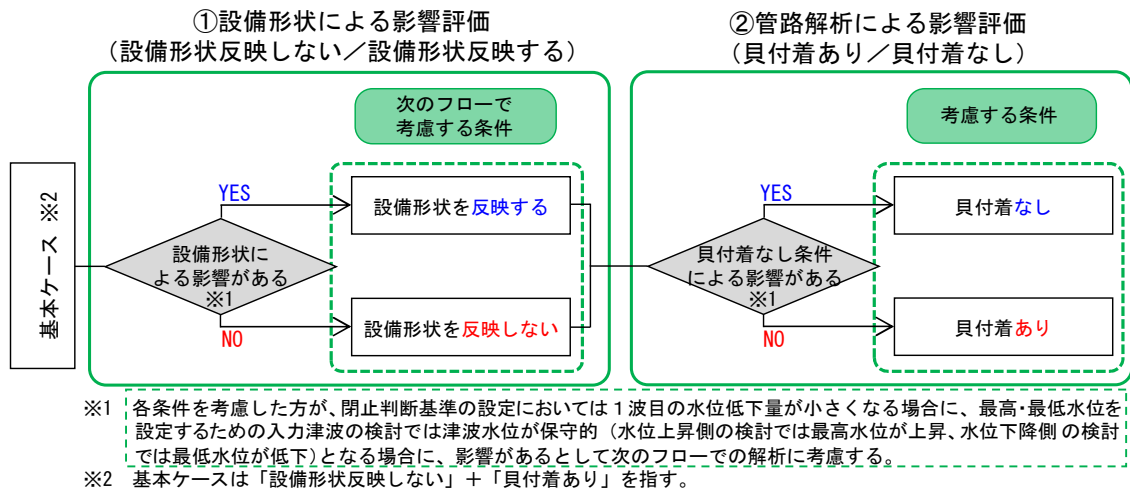 ①設備形状による影響評価
（設備形状反映しない／設備形状反映する）
②管路解析による影響評価
（貝付着あり／貝付着なし）
次のフローで
考慮する条件
考慮する条件
基本ケース ※2
設備形状に
よる影響がある
※1
YES
NO
設備形状を反映する
設備形状を反映しない
貝付着なし条件
による影響がある
※1
YES
NO
貝付着なし
貝付着あり
※1 各条件を考慮した方が、閉止判断基準の設定においては１波目の水位低下量が小さくなる場合に、最高・最低水位を
設定するための入力津波の検討では津波水位が保守的（水位上昇側の検討では最高水位が上昇、水位下降側の検討
では最低水位が低下）となる場合に、影響があるとして次のフローでの解析に考慮する。
※2 基本ケースは「設備形状反映しない」＋「貝付着あり」を指す。